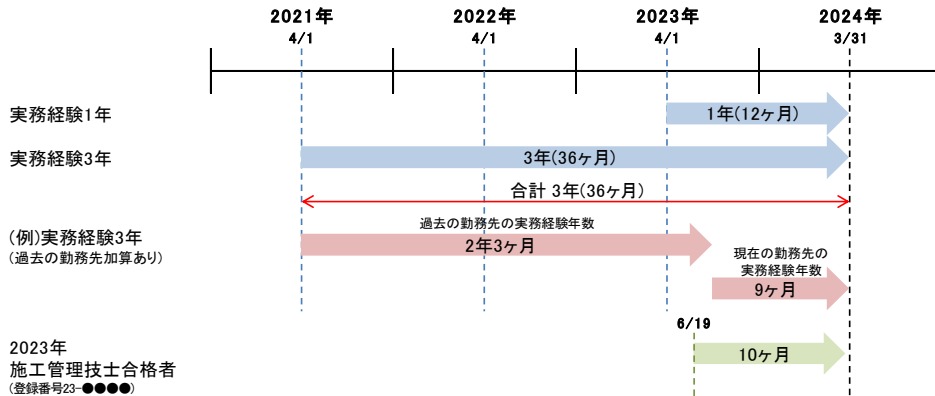 2021年
4/1
2022年
4/1
2023年
4/1
2024年
3/31
実務経験1年
1年(12ヶ月)
実務経験3年
3年(36ヶ月)
合計 3年(36ヶ月)
(例)実務経験3年
(過去の勤務先加算あり)
過去の勤務先の実務経験年数
2年3ヶ月
現在の勤務先の
実務経験年数
9ヶ月
6/19
2023年
施工管理技士合格者
(登録番号23-●●●●)
10ヶ月